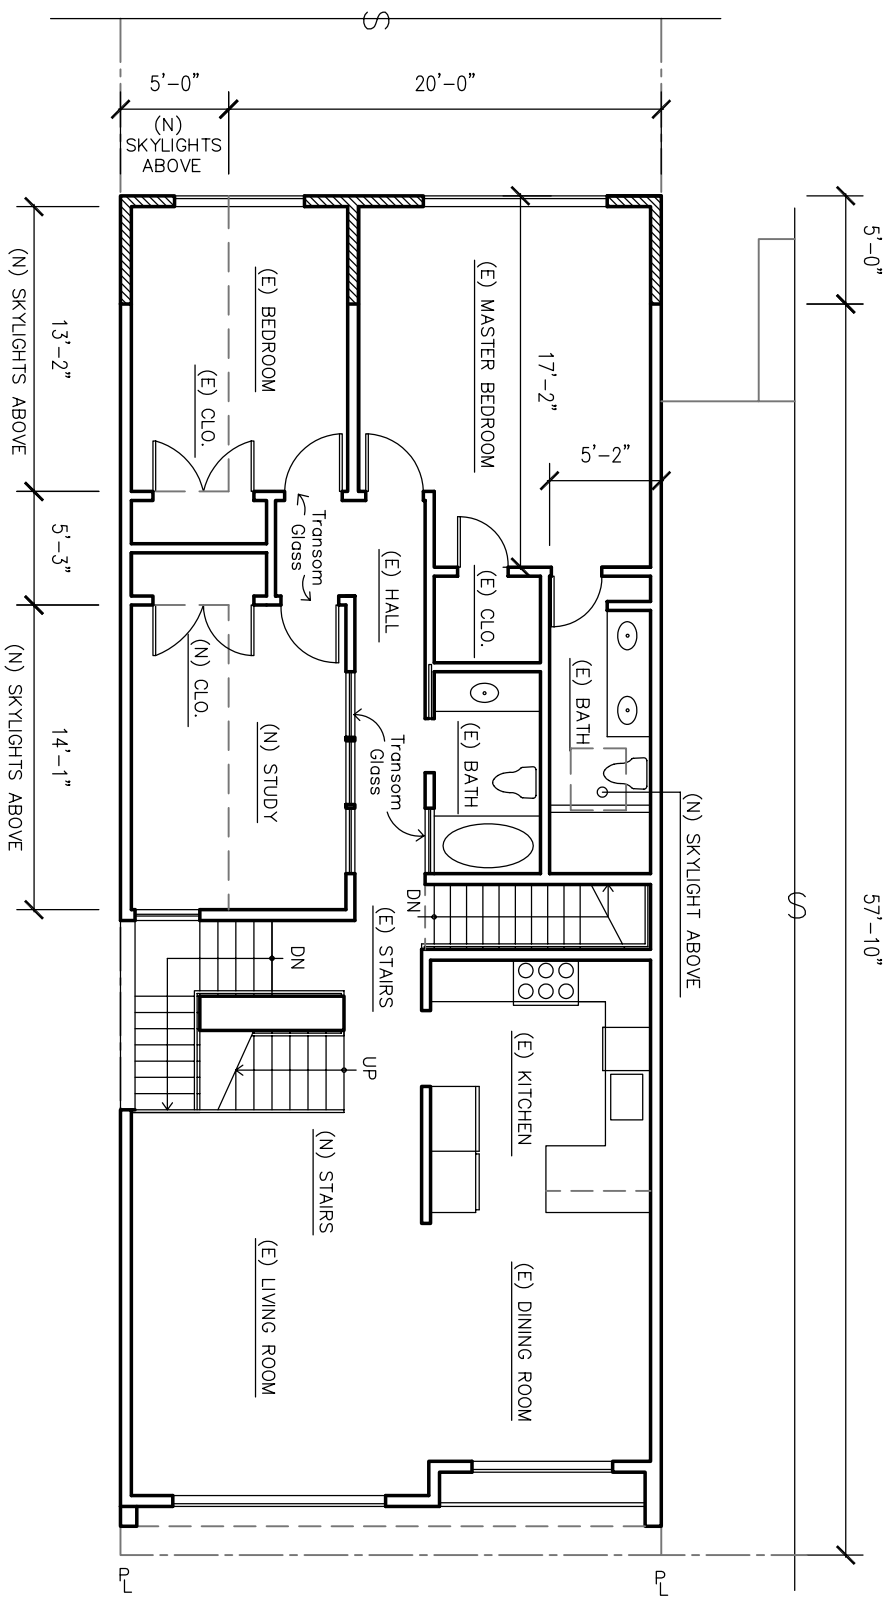 S
5'-0"
20'-0"
(N)
SKYLIGHTS
ABOVE
5'-0"
(E) BEDROOM
(E) MASTER BEDROOM
(N) SKYLIGHTS ABOVE
13'-2"
17'-2"
(E) CLO.
5'-2"
Transom
Glass
5'-3"
(E) HALL
(E) CLO.
(N) CLO.
(E) BATH
(N) SKYLIGHTS ABOVE
14'-1"
(N) STUDY
Transom
Glass
(E) BATH
(N) SKYLIGHT ABOVE
S
57'-10"
DN
(E) STAIRS
DN
UP
(E) KITCHEN
(N) STAIRS
(E) LIVING ROOM
(E) DINING ROOM
PL
PL